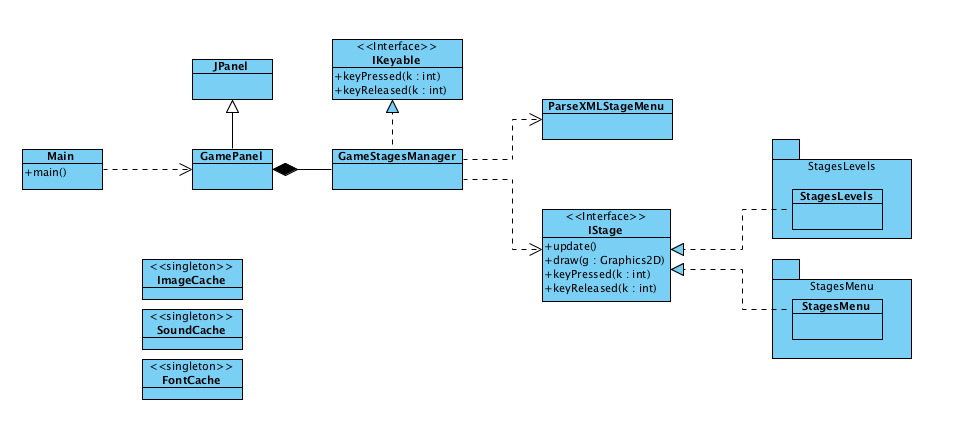 <<Interface>>
IKeyable
+keyPressed(k : int)
+keyReleased(k : int)
JPanel
ParseXMLStageMenu
Main
+main()
GamePanel
GameStagesManager
StagesLevels
StagesLevels
<<Interface>>
IStage
+update()
+draw(g : Graphics2D)
+keyPressed(k : int)
+keyReleased(k : int)
<<singleton>>
ImageCache
StagesMenu
StagesMenu
<<singleton>>
SoundCache
<<singleton>>
FontCache